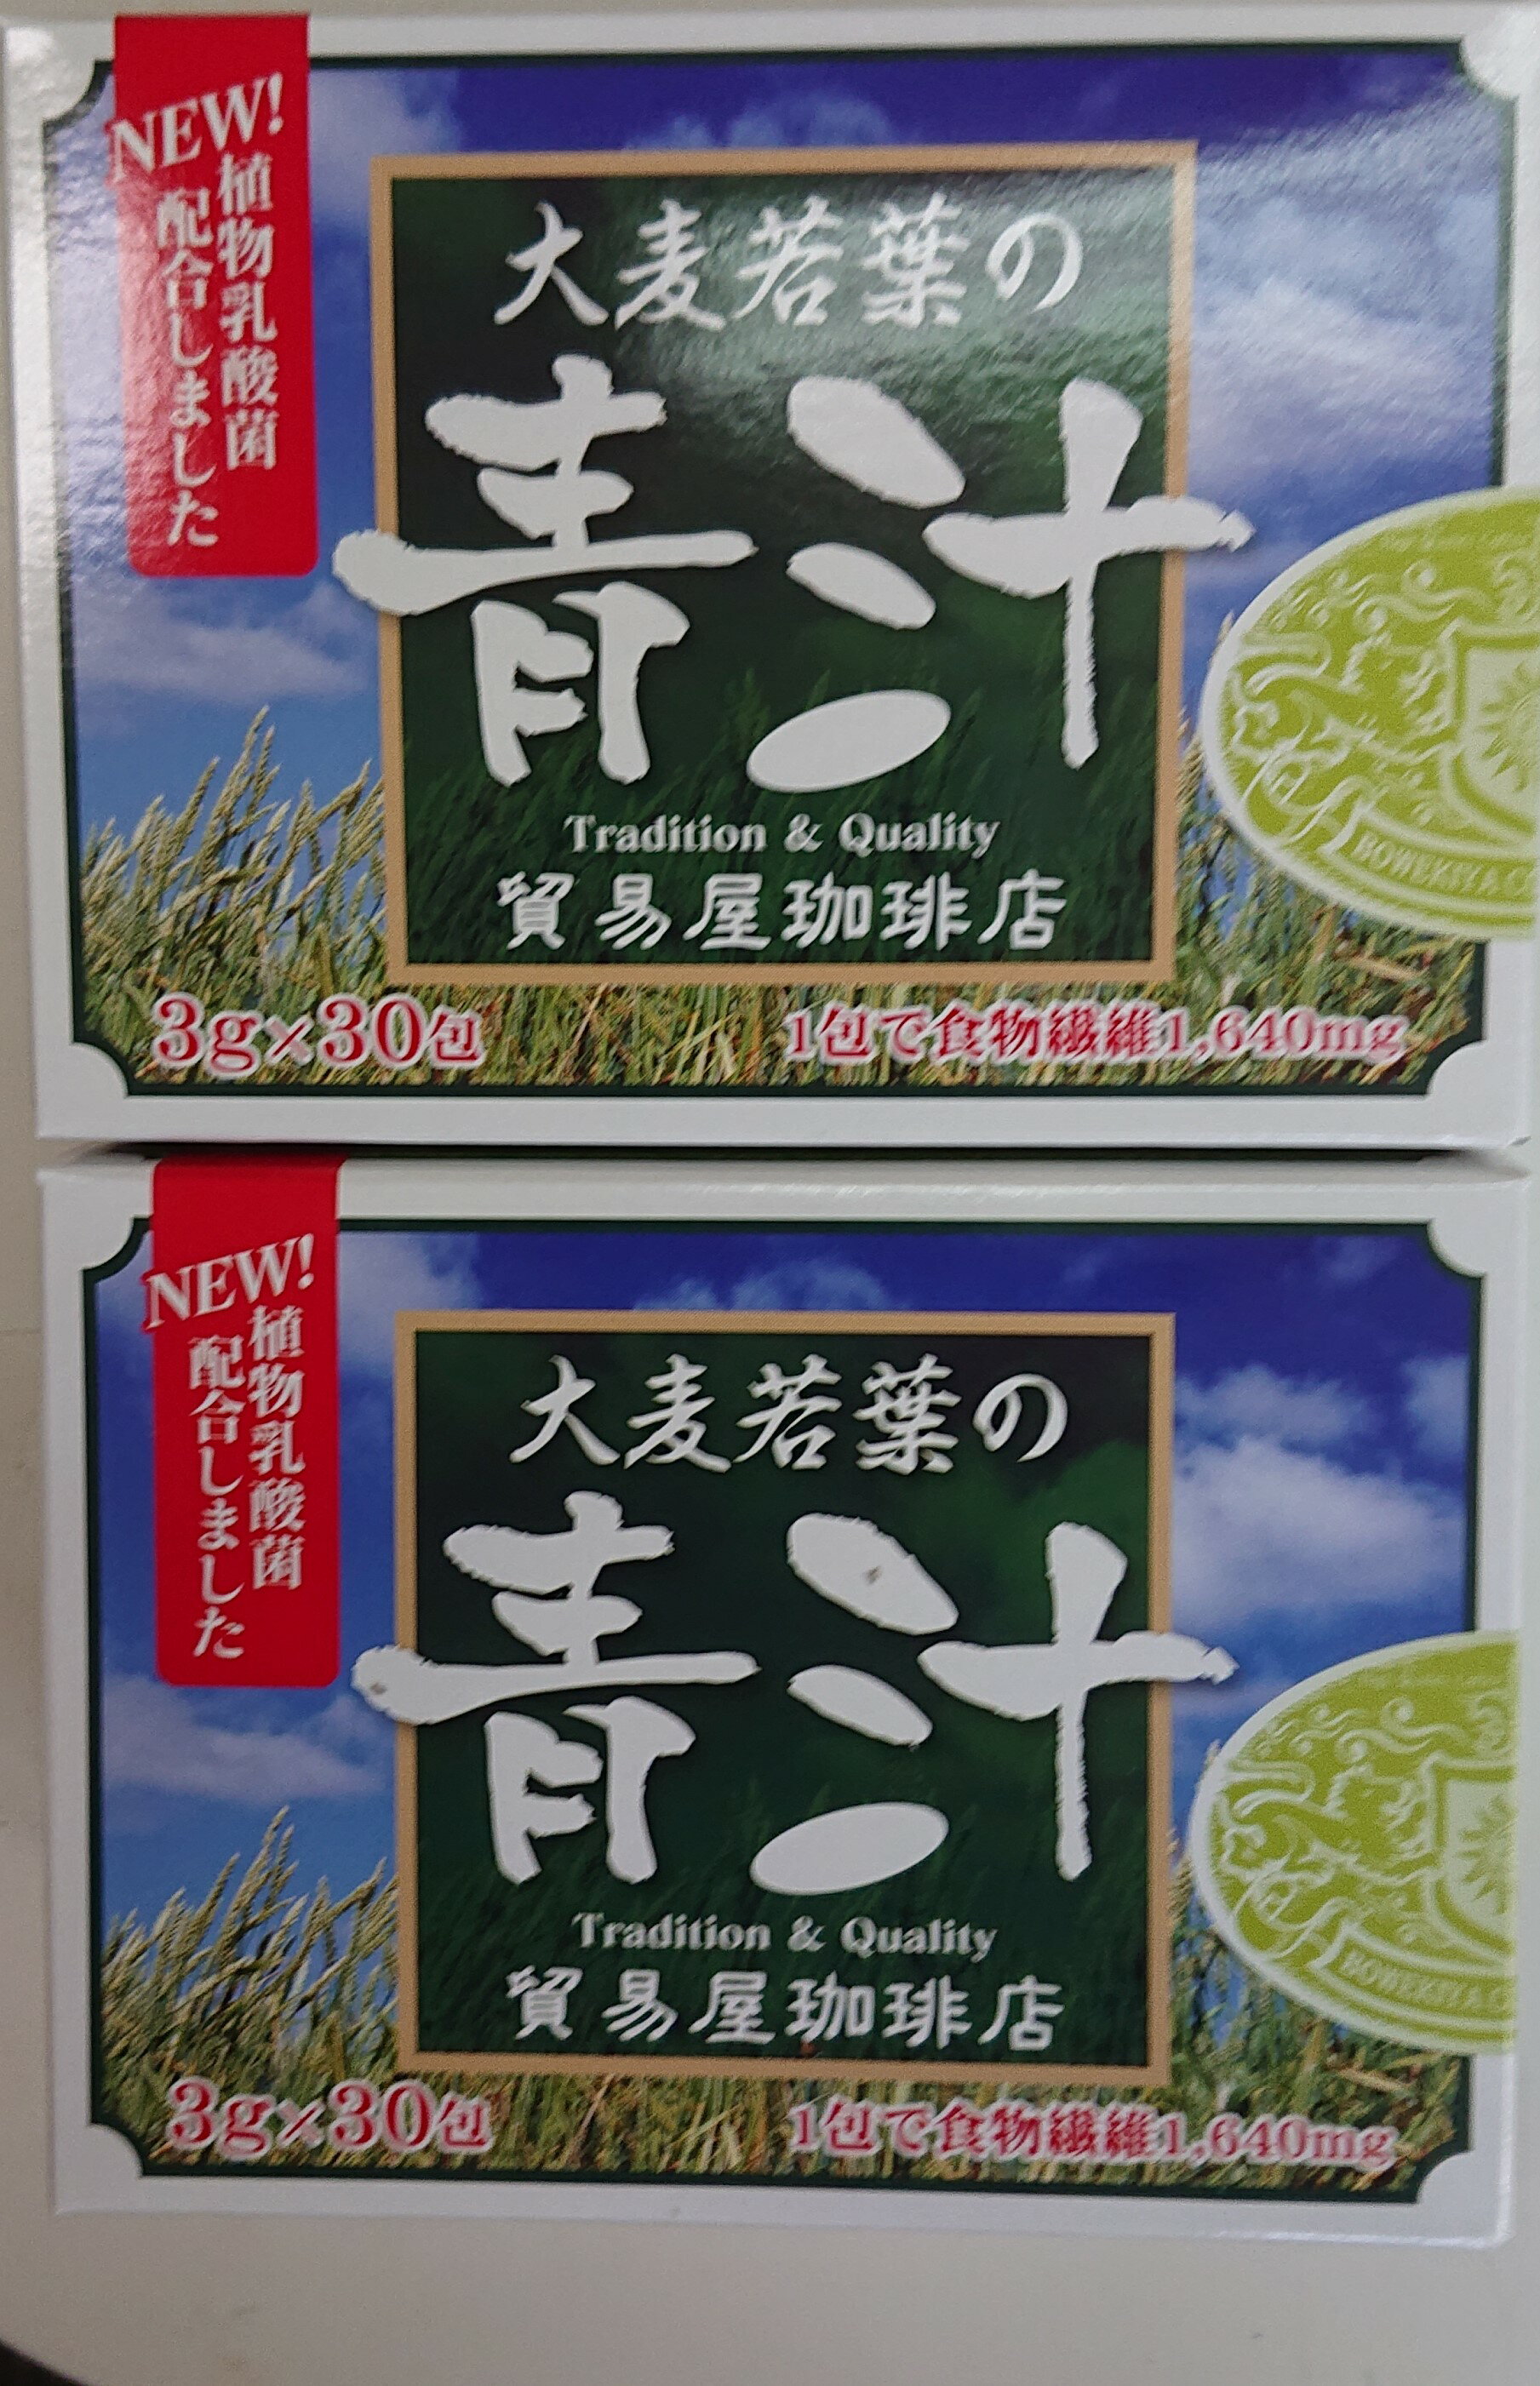 NEW!
植物乳酸菌
配合しました
大麦若葉の
青汁
Tradition & Quality
貿易屋珈琲店
3g×30包
1包で食物繊維1,640mg
BOWEKIYA
NEW!
植物乳酸菌
配合しました
大麦若葉の
青汁
Tradition & Quality
貿易屋珈琲店
3g×30包
1包で食物繊維1,640mg
BOWEKIYA